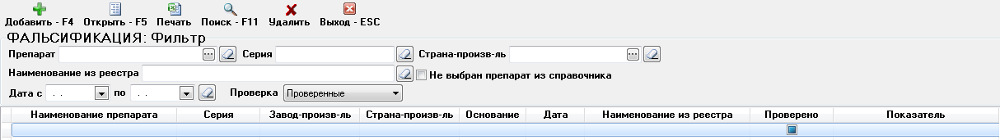 Добавить - F4 Открыть - F5 Печать Поиск - F11 Удалить Выход - ESC
ФАЛЬСИФИКАЦИЯ: Фильтр
Препарат ... Серия Страна-произв-ль ...
Наименование из реестра Не выбран препарат из справочника
Дата с . . по . . Проверка Проверенные
Наименование препарата Серия Завод-произв-ль Страна-произв-ль Основание Дата Наименование из реестра Проверено Показатель